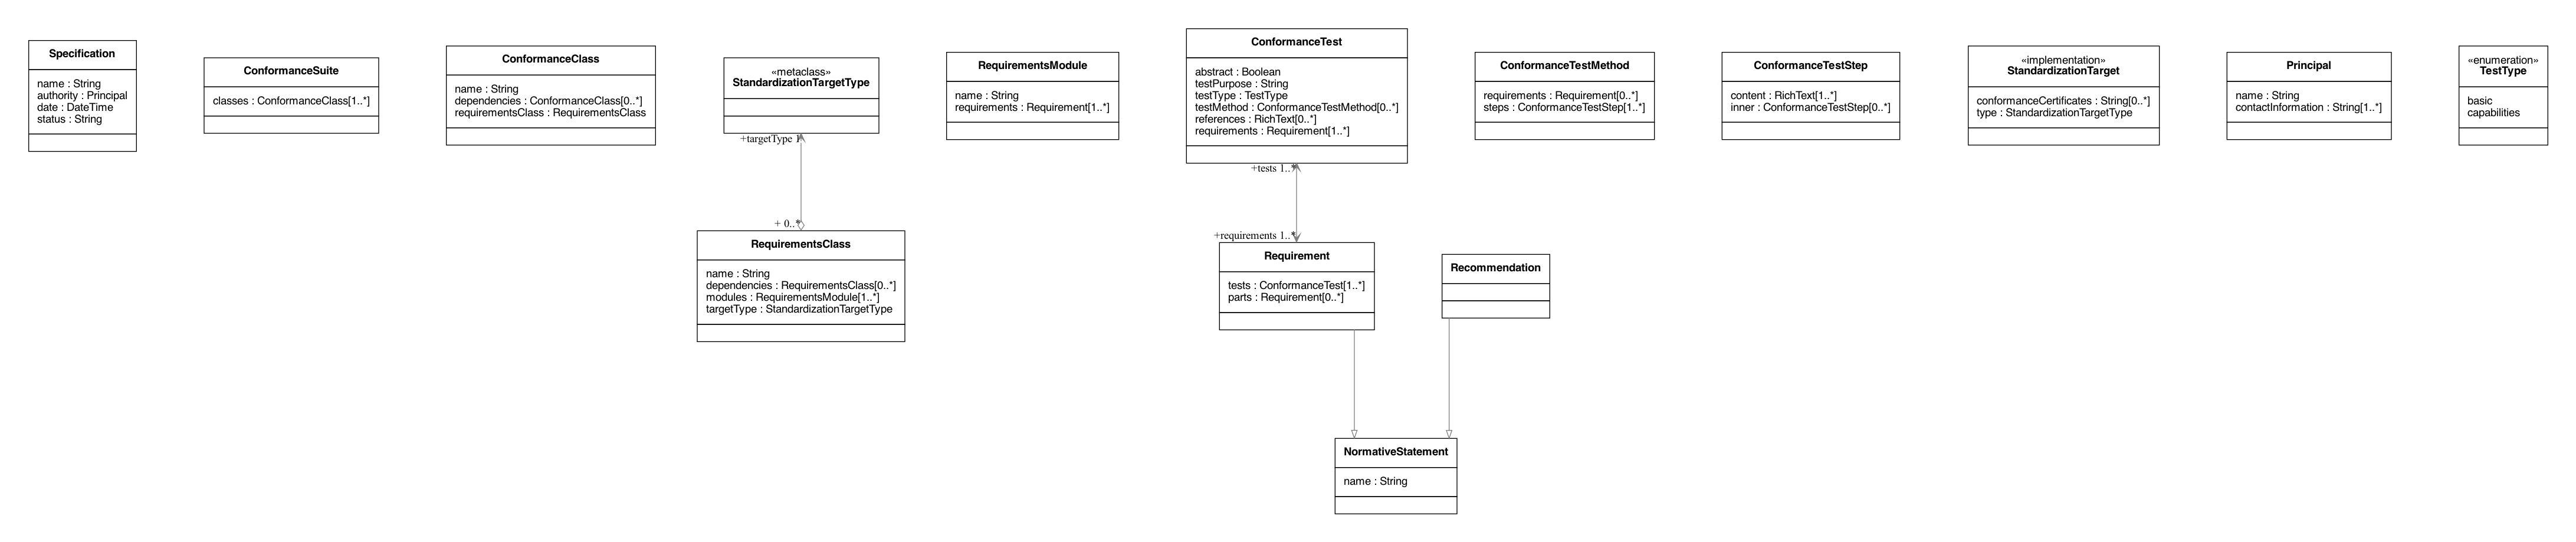 Specification
name : String
authority : Principal
date : DateTime
status : String
ConformanceSuite
classes : ConformanceClass[1..*]
ConformanceClass
name : String
dependencies : ConformanceClass[0..*]
requirementsClass : RequirementsClass
«metaclass»
StandardizationTargetType
+targetType 1
+ 0..*
RequirementsClass
name : String
dependencies : RequirementsClass[0..*]
modules : RequirementsModule[1..*]
targetType : StandardizationTargetType
RequirementsModule
name : String
requirements : Requirement[1..*]
ConformanceTest
abstract : Boolean
testPurpose : String
testType : TestType
testMethod : ConformanceTestMethod[0..*]
references : RichText[0..*]
requirements : Requirement[1..*]
+tests 1..*
+requirements 1..*
Requirement
tests : ConformanceTest[1..*]
parts : Requirement[0..*]
Recommendation
NormativeStatement
name : String
ConformanceTestMethod
requirements : Requirement[0..*]
steps : ConformanceTestStep[1..*]
ConformanceTestStep
content : RichText[1..*]
inner : ConformanceTestStep[0..*]
«implementation»
StandardizationTarget
conformanceCertificates : String[0..*]
type : StandardizationTargetType
Principal
name : String
contactInformation : String[1..*]
«enumeration»
TestType
basic
capabilities